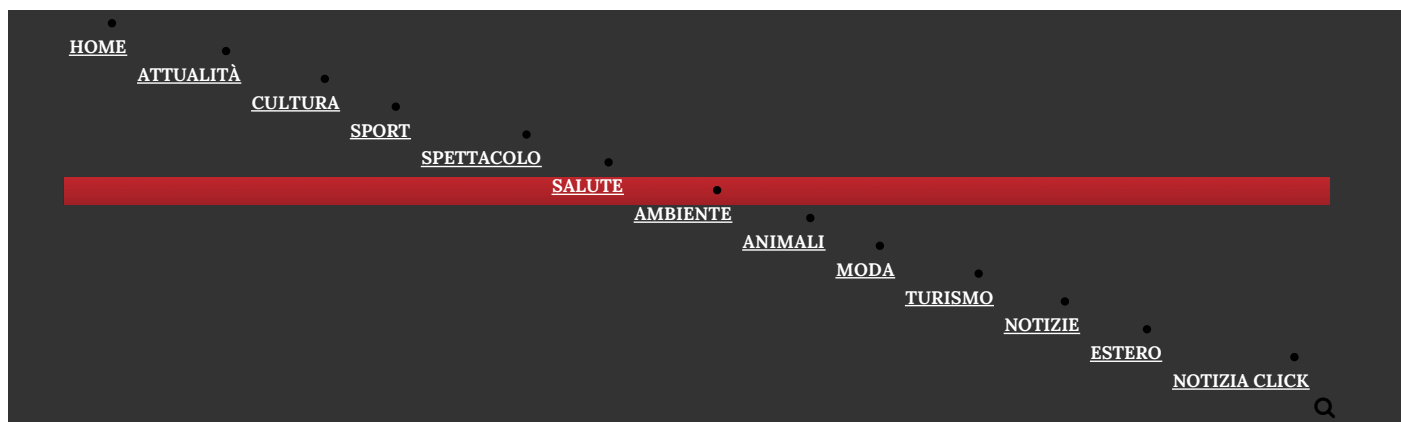 HOME
ATTUALITÀ
CULTURA
SPORT
SPETTACOLO
SALUTE
AMBIENTE
ANIMALI
MODA
TURISMO
NOTIZIE
ESTERO
NOTIZIA CLICK